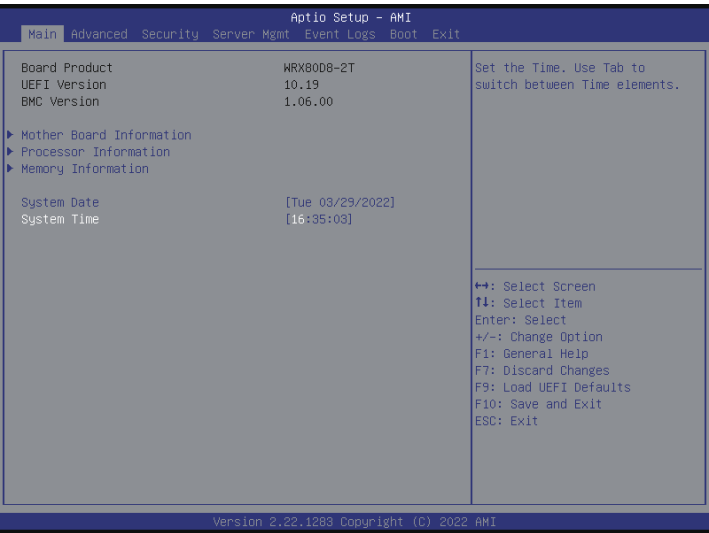 Aptio Setup – AMI
Main Advanced Security Server Mgmt Event Logs Boot Exit
Board Product WRX80D8-2T
UEFI Version 10.19
BMC Version 1.06.00
Mother Board Information
Processor Information
Memory Information
System Date [Tue 03/29/2022]
System Time [16:35:03]
Set the Time. Use Tab to
switch between Time elements.
↔: Select Screen
↑↓: Select Item
Enter: Select
+/-: Change Option
F1: General Help
F7: Discard Changes
F9: Load UEFI Defaults
F10: Save and Exit
ESC: Exit
Version 2.22.1283 Copyright (C) 2022 AMI